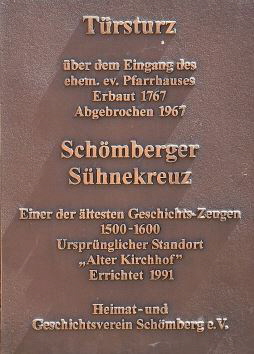 Türsturz
über dem Eingang des
ehem. ev. Pfarrhauses
Erbaut 1767
Abgebrochen 1967
Schömberger
Sühnekreuz
Einer der ältesten Geschichts-Zeugen
1500-1600
Ursprünglicher Standort
„Alter Kirchhof"
Errichtet 1991
Heimat-und
Geschichtsverein Schömberg e.V.